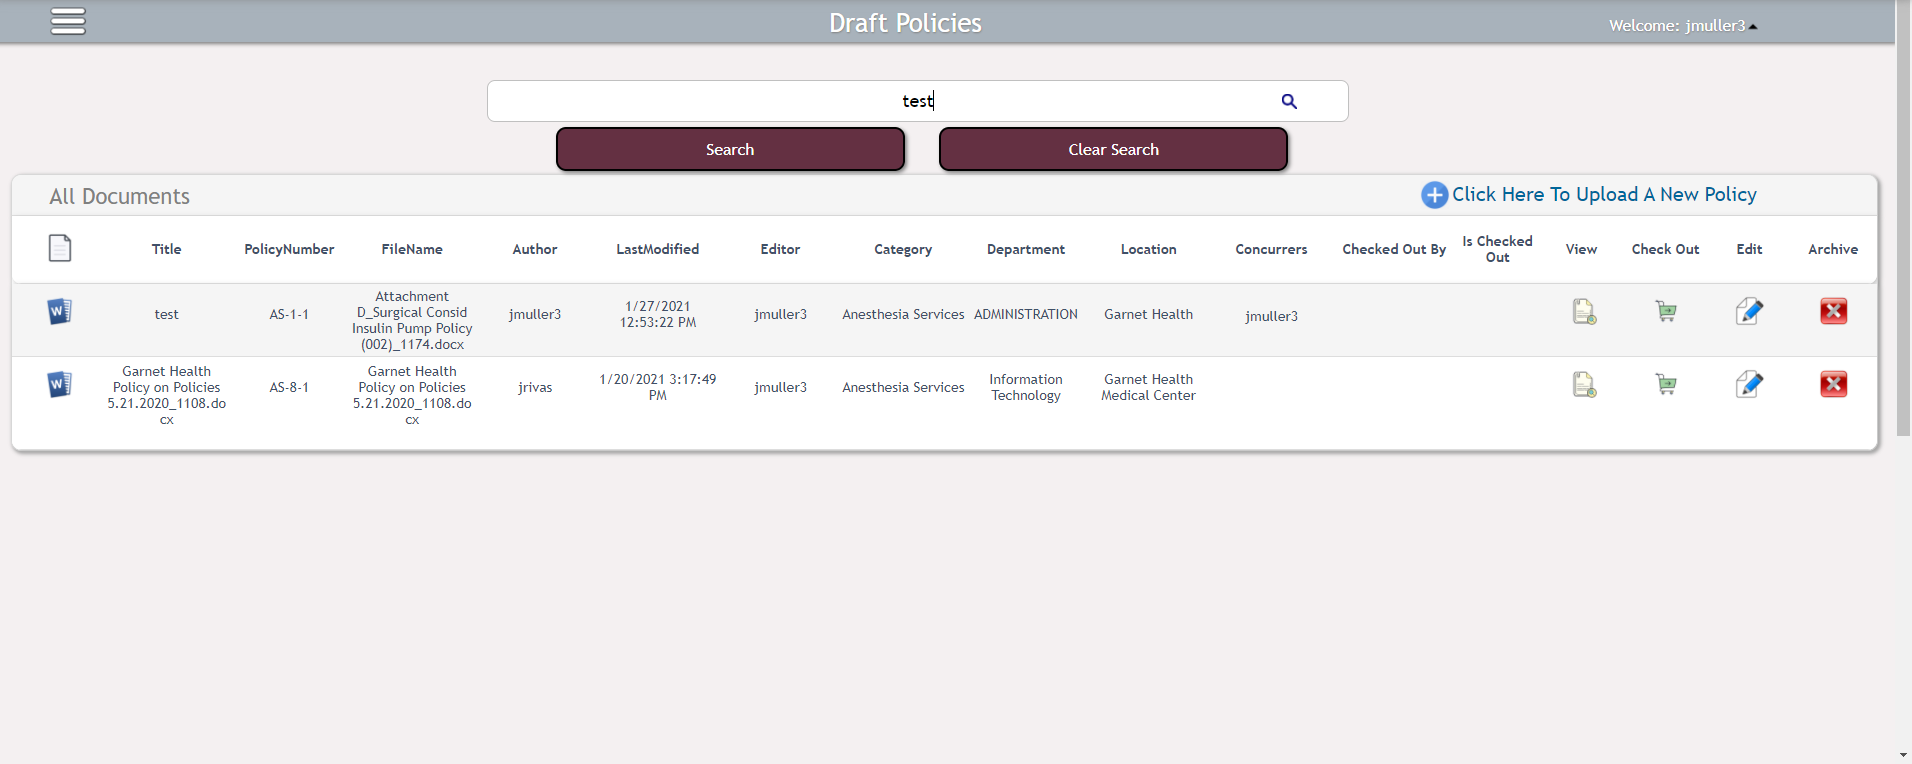 Draft Policies
Welcome: jmuller3
test
Search
Clear Search
All Documents
Click Here To Upload A New Policy
Title PolicyNumber FileName Author LastModified Editor Category Department Location Concurrers Checked Out By Is Checked Out View Check Out Edit Archive
test
AS-1-1
Attachment
D_Surgical Consid
Insulin Pump Policy
(002)_1174.docx
jmuller3
1/27/2021
12:53:22 PM
jmuller3
Anesthesia Services
ADMINISTRATION
Garnet Health
jmuller3
Garnet Health
Policy on Policies
5.21.2020_1108.do
cx
AS-8-1
Garnet Health
Policy on Policies
5.21.2020_1108.do
cx
jrivas
1/20/2021 3:17:49
PM
jmuller3
Anesthesia Services
Information
Technology
Garnet Health
Medical Center